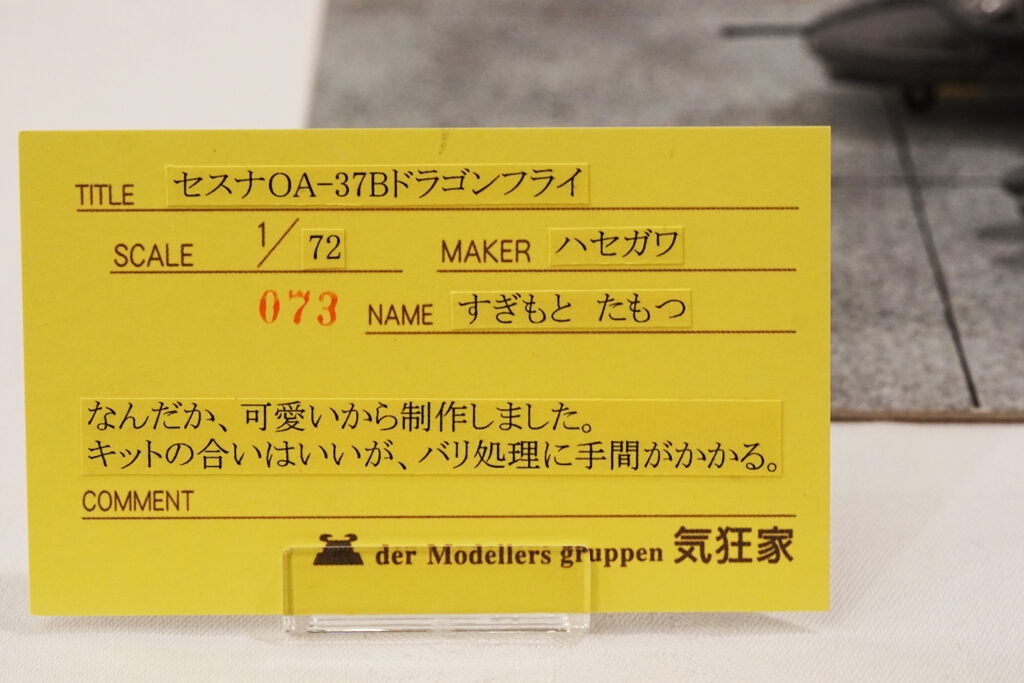 TITLE セスナOA-37Bドラゴンフライ
SCALE 1/72 MAKER ハセガワ
073 NAME すぎもと たもつ
なんだか、可愛いから制作しました。
キットの合いはいいが、バリ処理に手間がかかる。
COMMENT
der Modellers gruppen 気狂家